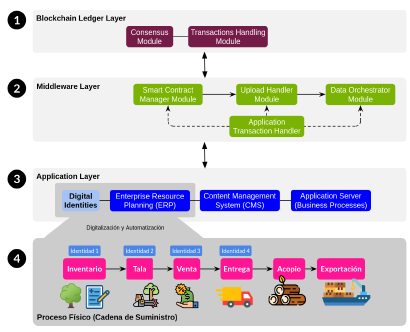 1
Blockchain Ledger Layer
Consensus
Module
Transactions Handling
Module
2
Middleware Layer
Smart Contract
Manager Module
Upload Handler
Module
Data Orchestrator
Module
Application
Transaction Handler
3
Application Layer
Digital
Identities
Enterprise Resource
Planning (ERP)
Content Management
System (CMS)
Application Server
(Business Processes)
Digitalización y Automatización
4
Identidad 1
Identidad 2
Identidad 3
Identidad 4
Inventario
Tala
Venta
Entrega
Acopio
Exportación
Proceso Físico (Cadena de Suministro)